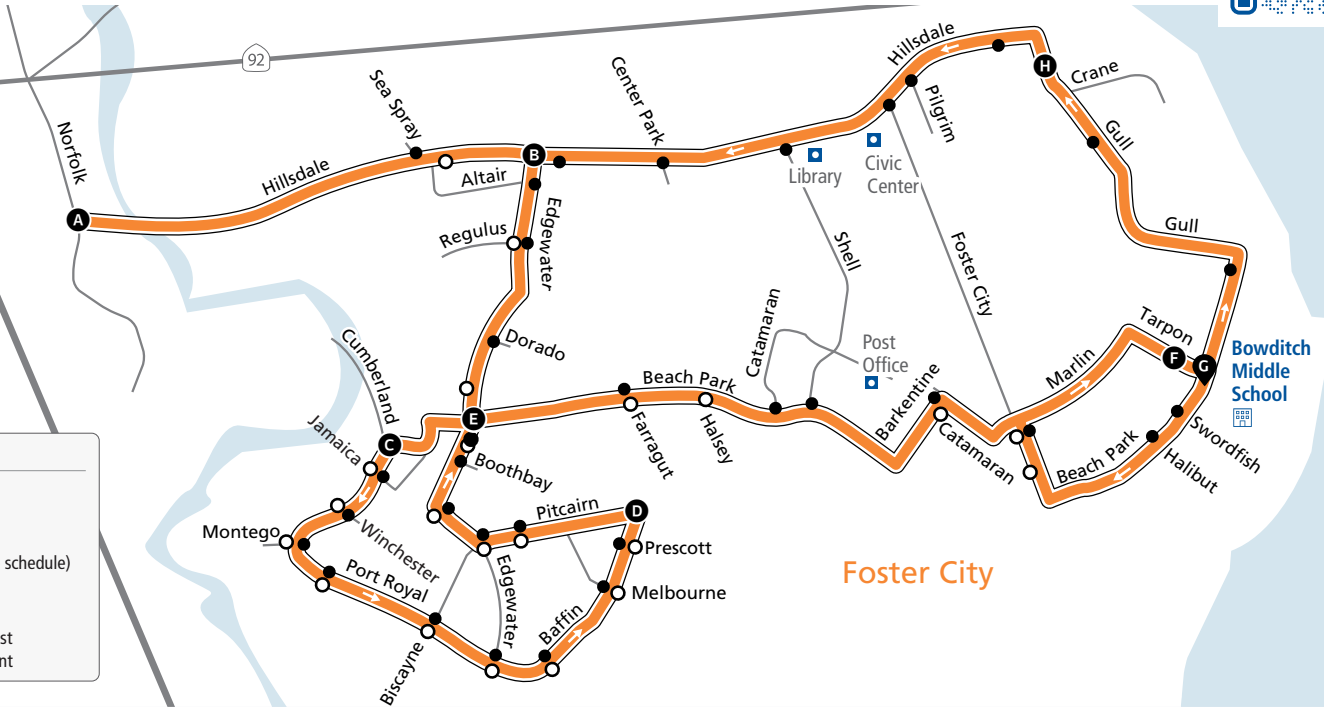 92
Norfolk
Sea Spray
Hillsdale
Altair
B
A
Center Park
Hillsdale
Pilgrim
H
Crane
Gull
Library
Civic
Center
Regulus
Edgewater
Shell
Foster City
Gull
Dorado
Cumberland
Jamaica
C
E
Beach Park
Farragut
Halsey
Catamaran
Post
Office
Barkentine
Catamaran
Marlin
Tarpon
F
G
Bowditch
Middle
School
Swordfish
Halibut
Beach Park
Boothbay
Pitcairn
D
Prescott
Melbourne
Montego
Winchester
Port Royal
Edgewater
Baffin
Biscayne
Foster City
schedule)
st
nt